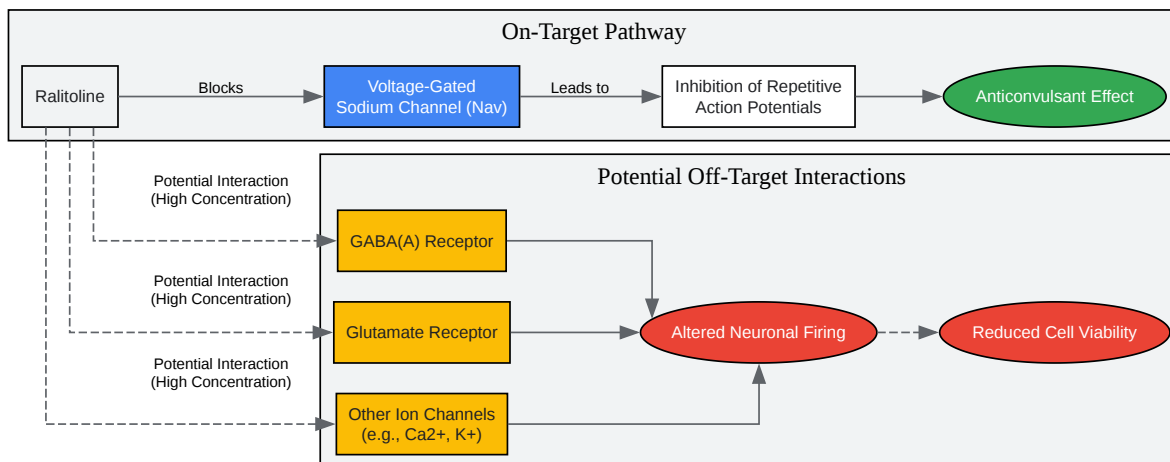 On-Target Pathway
Ralitoline
Blocks
Voltage-Gated
Sodium Channel (Nav)
Leads to
Inhibition of Repetitive
Action Potentials
Anticonvulsant Effect
Potential Off-Target Interactions
Potential Interaction
(High Concentration)
GABA(A) Receptor
Potential Interaction
(High Concentration)
Glutamate Receptor
Altered Neuronal Firing
Reduced Cell Viability
Potential Interaction
(High Concentration)
Other Ion Channels
(e.g., Ca2+, K+)